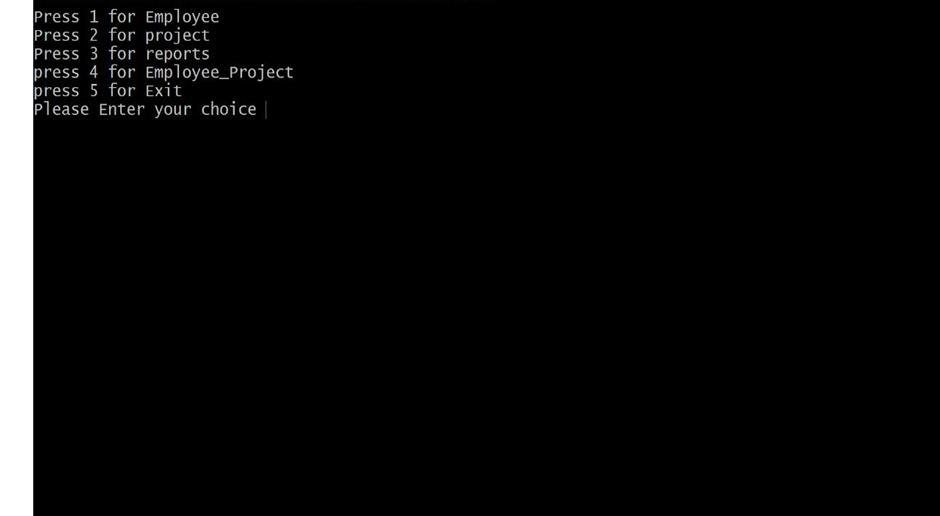 Press 1 for Employee
Press 2 for project
Press 3 for reports
press 4 for Employee_Project
press 5 for Exit
Please Enter your choice